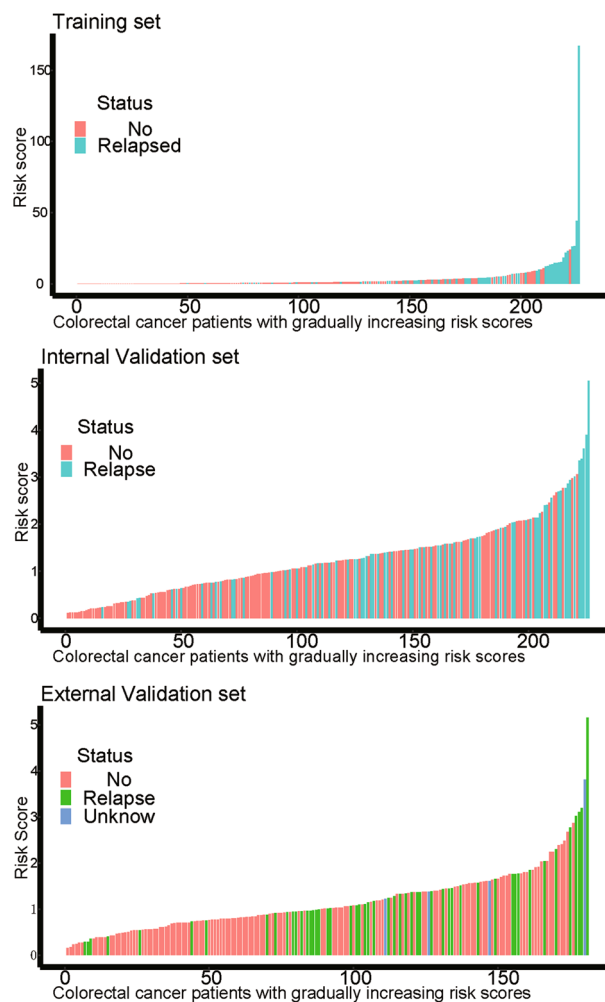 Training set
150
100
50
0
Risk score
Status
No
Relapsed
0 50 100 150 200
Colorectal cancer patients with gradually increasing risk scores
Internal Validation set
5
4
3
2
1
0
Risk score
Status
No
Relapse
0 50 100 150 200
Colorectal cancer patients with gradually increasing risk scores
External Validation set
5
4
3
2
1
0
Risk Score
Status
No
Relapse
Unknow
0 50 100 150
Colorectal cancer patients with gradually increasing risk scores